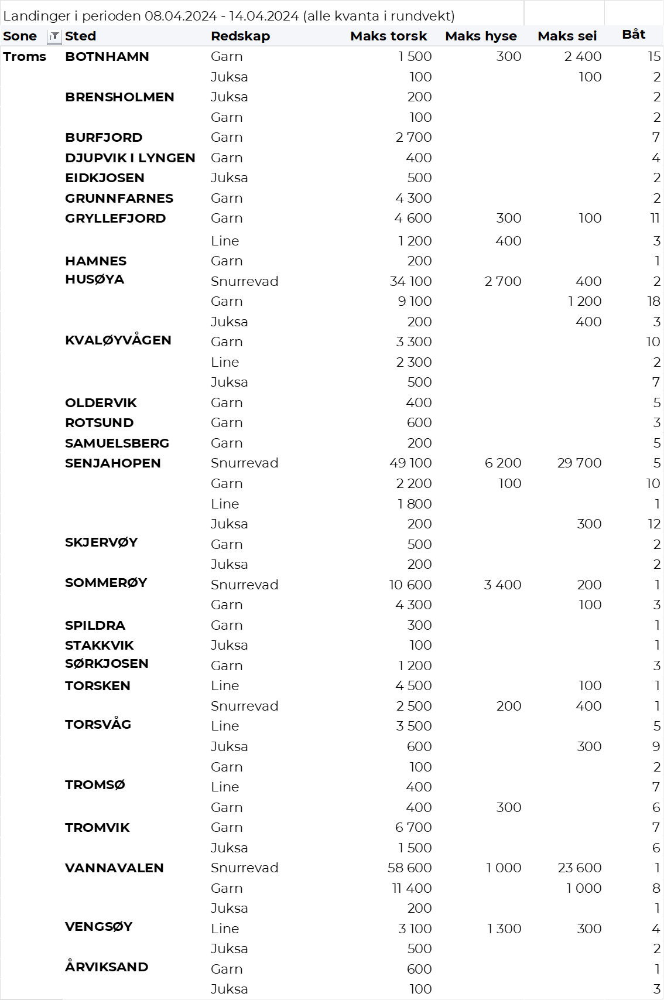 Landinger i perioden 08.04.2024 - 14.04.2024 (alle kvanta i rundvekt)
Sone Sted Redskap Maks torsk Maks hyse Maks sei Båt
Troms BOTNHAMN Garn 1 500 300 2 400 15
Juksa 100 100 2
BRENSHOLMEN Juksa 200 2
Garn 100 2
BURFJORD Garn 2 700 7
DJUPVIK I LYNGEN Garn 400 4
EIDKJOSEN Juksa 500 2
GRUNNFARNES Garn 4 300 2
GRYLLEFJORD Garn 4 600 300 100 11
Line 1 200 400 3
HAMNES Garn 200 1
HUSØYA Snurrevad 34 100 2 700 400 2
Garn 9 100 1 200 18
Juksa 200 400 3
KVALØYVÅGEN Garn 3 300 10
Line 2 300 2
Juksa 500 7
OLDERVIK Garn 400 5
ROTSUND Garn 600 3
SAMUELSBERG Garn 200 5
SENJAHOPEN Snurrevad 49 100 6 200 29 700 5
Garn 2 200 100 10
Line 1 800 1
Juksa 200 300 12
SKJERVØY Garn 500 2
Juksa 200 2
SOMMERØY Snurrevad 10 600 3 400 200 1
Garn 4 300 100 3
SPILDRA Garn 300 1
STAKKVIK Juksa 100 1
SØRKJOSEN Garn 1 200 3
TORSKEN Line 4 500 100 1
Snurrevad 2 500 200 400 1
TORSVÅG Line 3 500 5
Juksa 600 300 9
Garn 100 2
TROMSØ Line 400 7
Garn 400 300 6
TROMVIK Garn 6 700 7
Juksa 1 500 6
VANNAVALEN Snurrevad 58 600 1 000 23 600 1
Garn 11 400 1 000 8
Juksa 200 1
VENGSØY Line 3 100 1 300 300 4
Juksa 500 2
ÅRVIKSAND Garn 600 1
Juksa 100 3